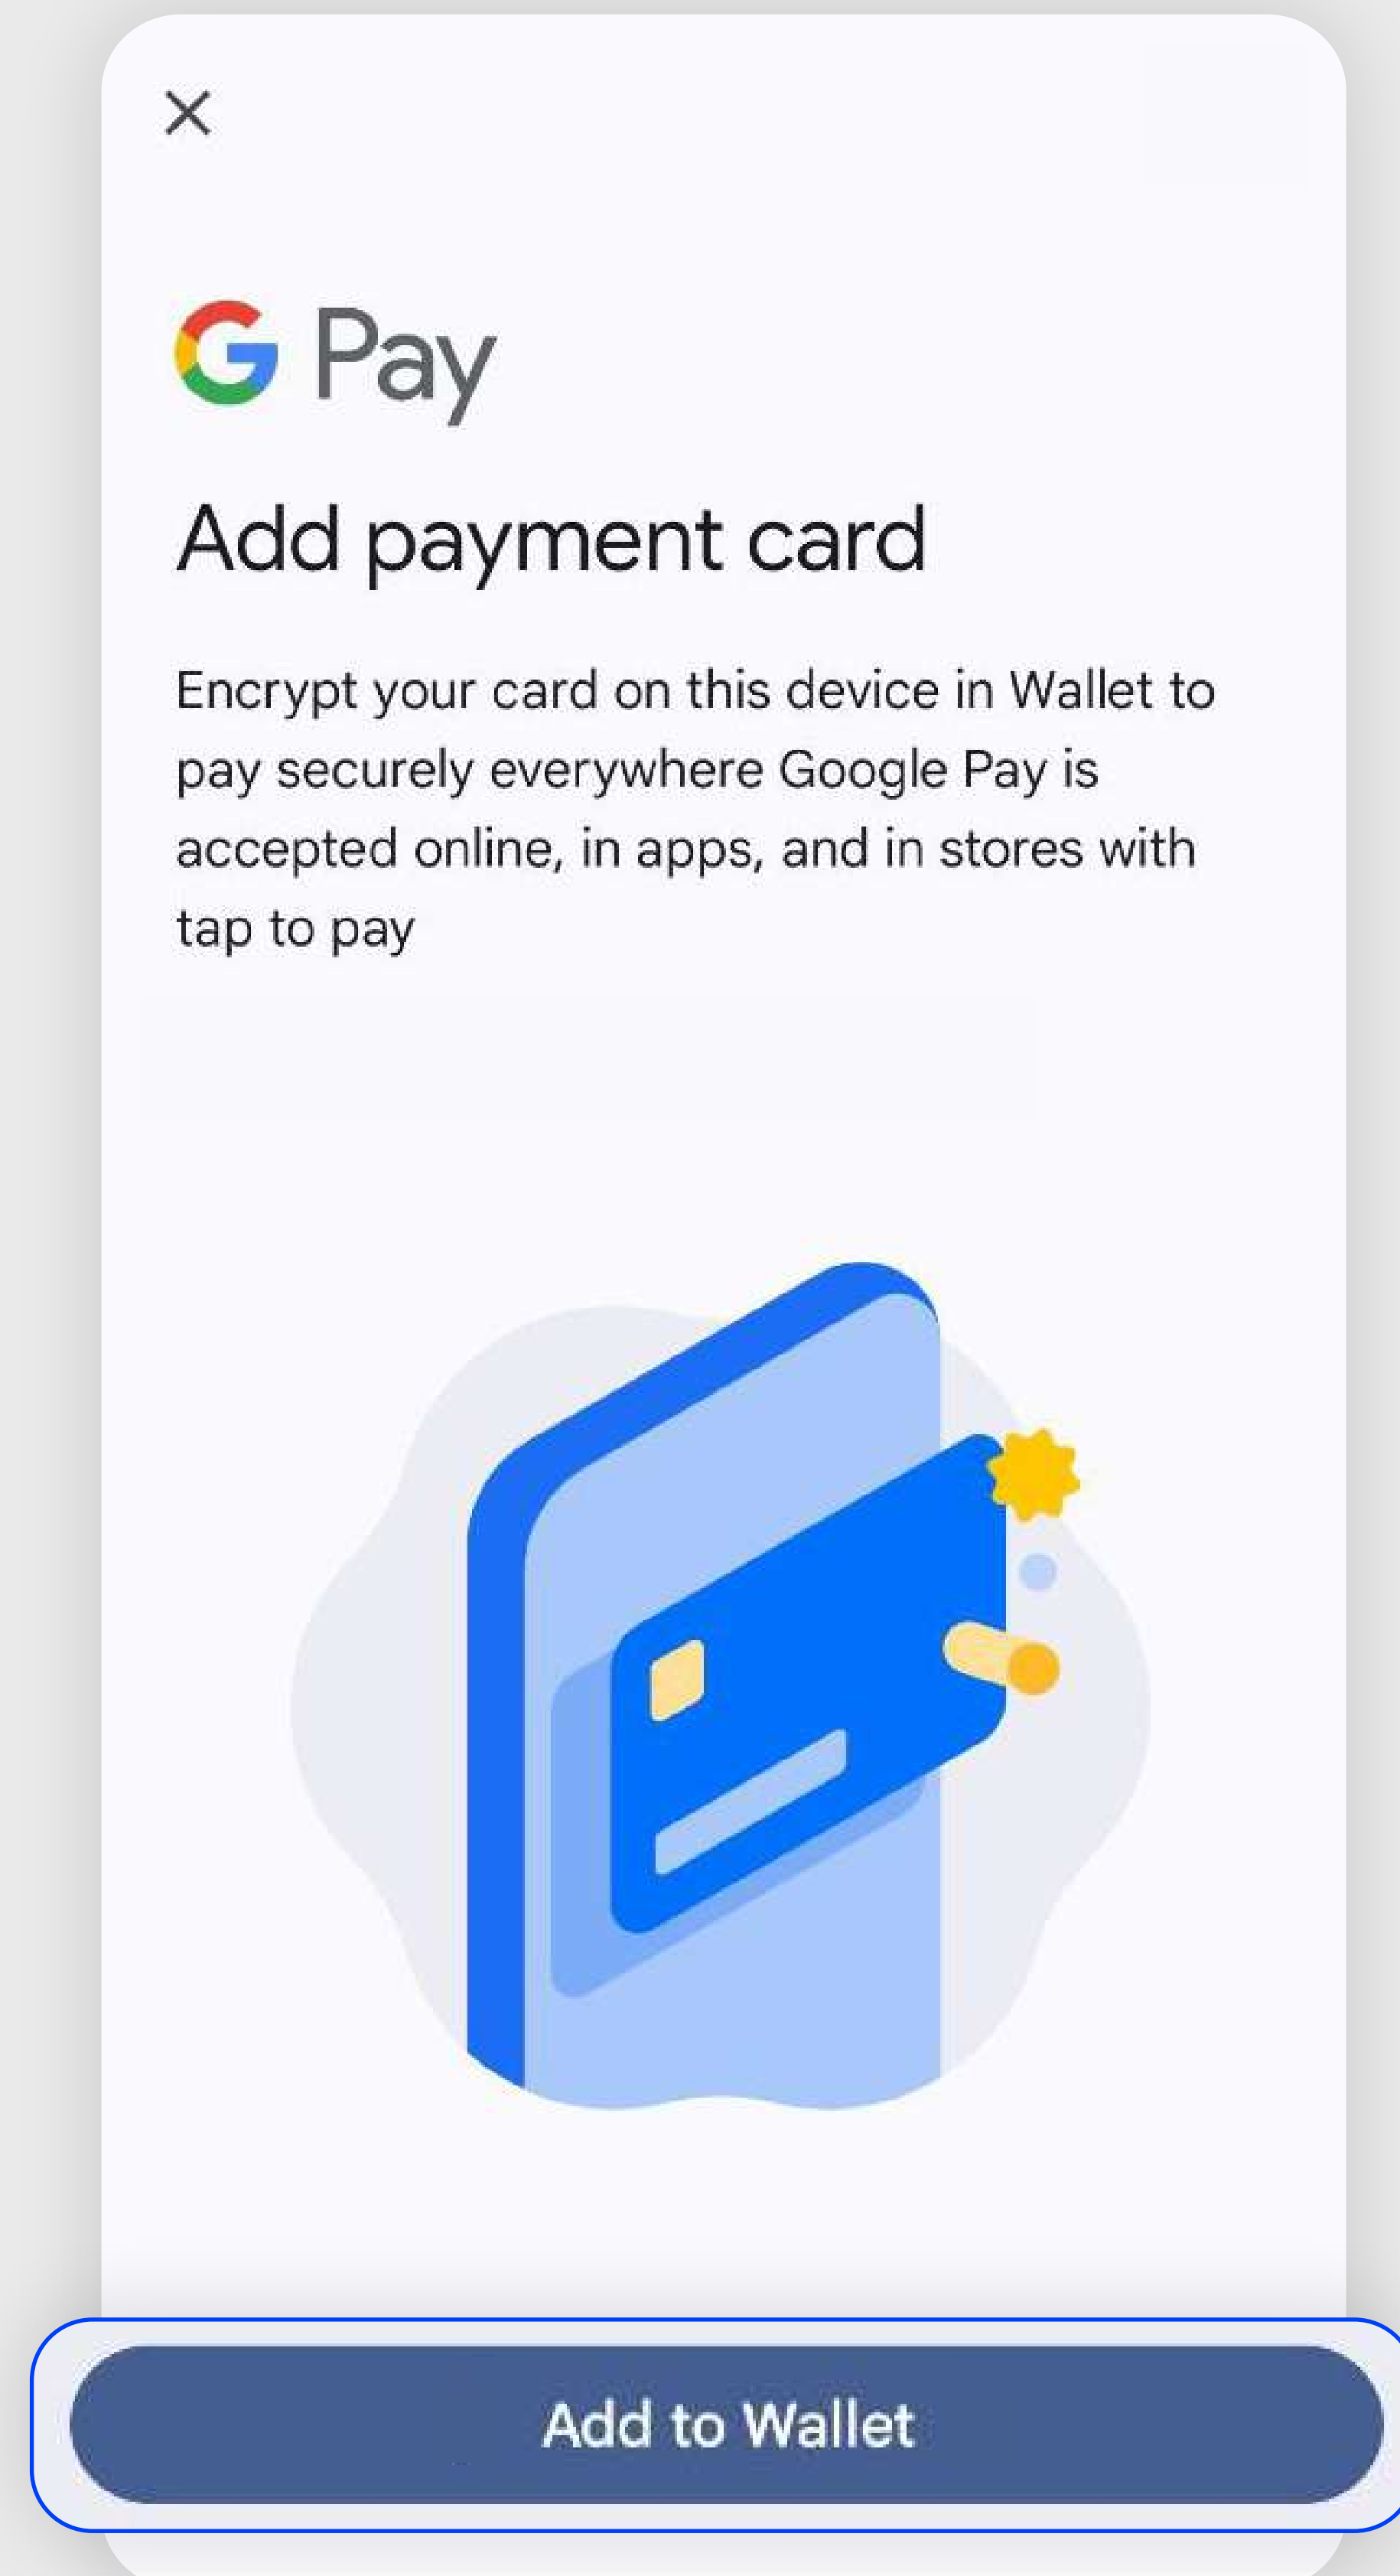 G Pay
Add payment card
Encrypt your card on this device in Wallet to
pay securely everywhere Google Pay is
accepted online, in apps, and in stores with
tap to pay
Add to Wallet